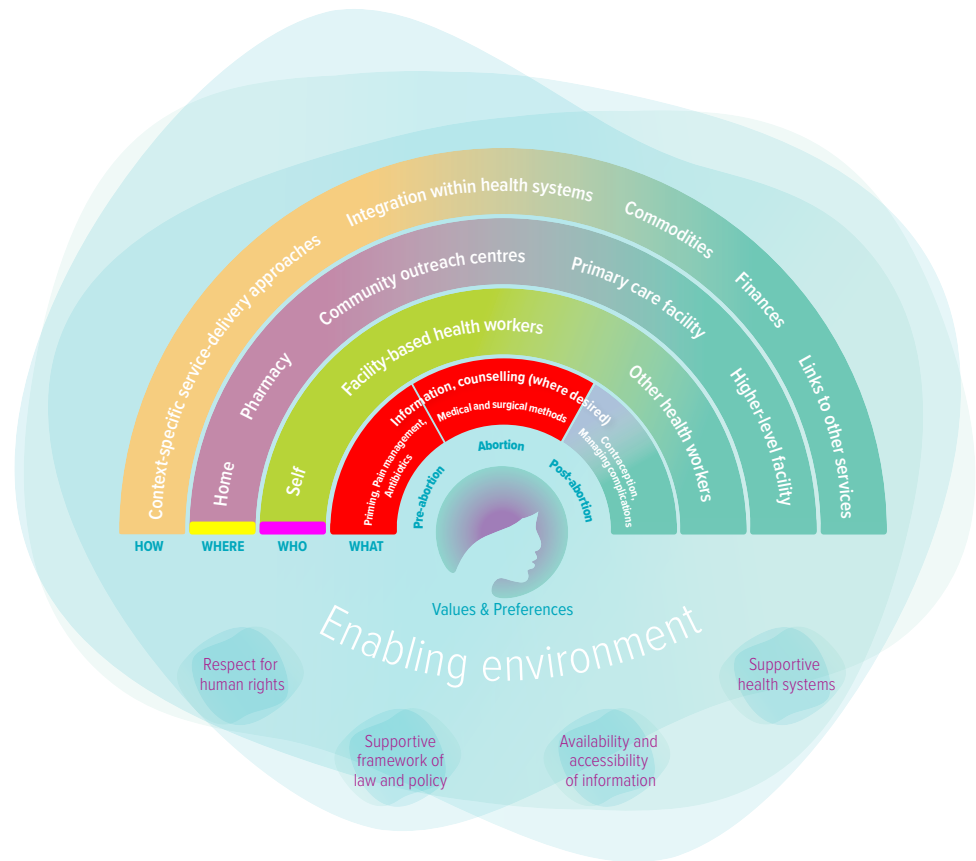 Context-specific service-delivery approaches
Integration within health systems
Commodities
Finances
Links to other services
Home
Pharmacy
Community outreach centres
Primary care facility
Higher-level facility
Self
Facility-based health workers
Other health workers
Information, counselling (where desired)
Priming, Pain management,
Antibiotics
Medical and surgical methods
Contraception,
Managing complications
Pre-abortion
Abortion
Post-abortion
HOW
WHERE
WHO
WHAT
Values & Preferences
Enabling environment
Respect for
human rights
Supportive
framework of
law and policy
Availability and
accessibility
of information
Supportive
health systems